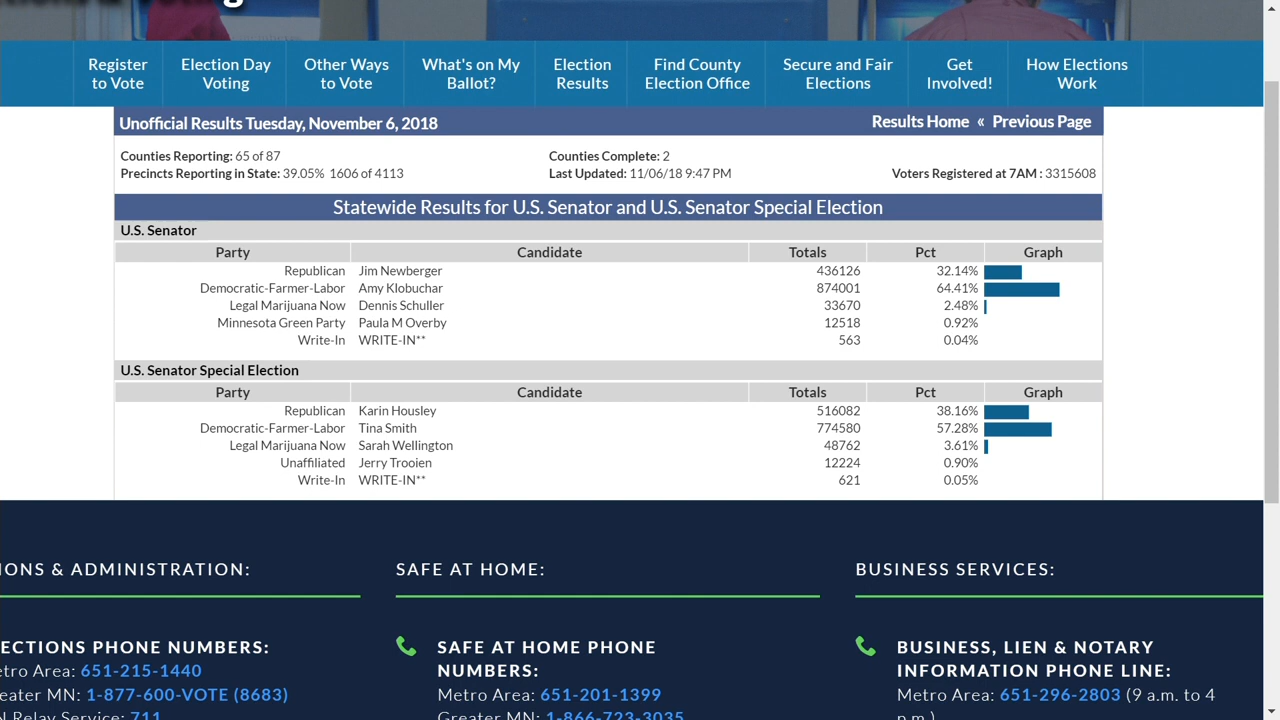 Register to Vote
Election Day Voting
Other Ways to Vote
What's on My Ballot?
Election Results
Find County Election Office
Secure and Fair Elections
Get Involved!
How Elections Work
Unofficial Results Tuesday, November 6, 2018
Results Home « Previous Page
Counties Reporting: 65 of 87
Counties Complete: 2
Precincts Reporting in State: 39.05% 1606 of 4113
Last Updated: 11/06/18 9:47 PM
Voters Registered at 7AM : 3315608
Statewide Results for U.S. Senator and U.S. Senator Special Election
U.S. Senator
Party Candidate Totals Pct Graph
Republican Jim Newberger 436126 32.14%
Democratic-Farmer-Labor Amy Klobuchar 874001 64.41%
Legal Marijuana Now Dennis Schuller 33670 2.48%
Minnesota Green Party Paula M Overby 12518 0.92%
Write-In WRITE-IN** 563 0.04%
U.S. Senator Special Election
Party Candidate Totals Pct Graph
Republican Karin Housley 516082 38.16%
Democratic-Farmer-Labor Tina Smith 774580 57.28%
Legal Marijuana Now Sarah Wellington 48762 3.61%
Unaffiliated Jerry Trooien 12224 0.90%
Write-In WRITE-IN** 621 0.05%
IONS & ADMINISTRATION:
ECTIONS PHONE NUMBERS:
etro Area: 651-215-1440
eater MN: 1-877-600-VOTE (8683)
N Relay Service: 711
SAFE AT HOME:
SAFE AT HOME PHONE
NUMBERS:
Metro Area: 651-201-1399
Greater MN: 1-866-723-3035
BUSINESS SERVICES:
BUSINESS, LIEN & NOTARY
INFORMATION PHONE LINE:
Metro Area: 651-296-2803 (9 a.m. to 4
p.m.)